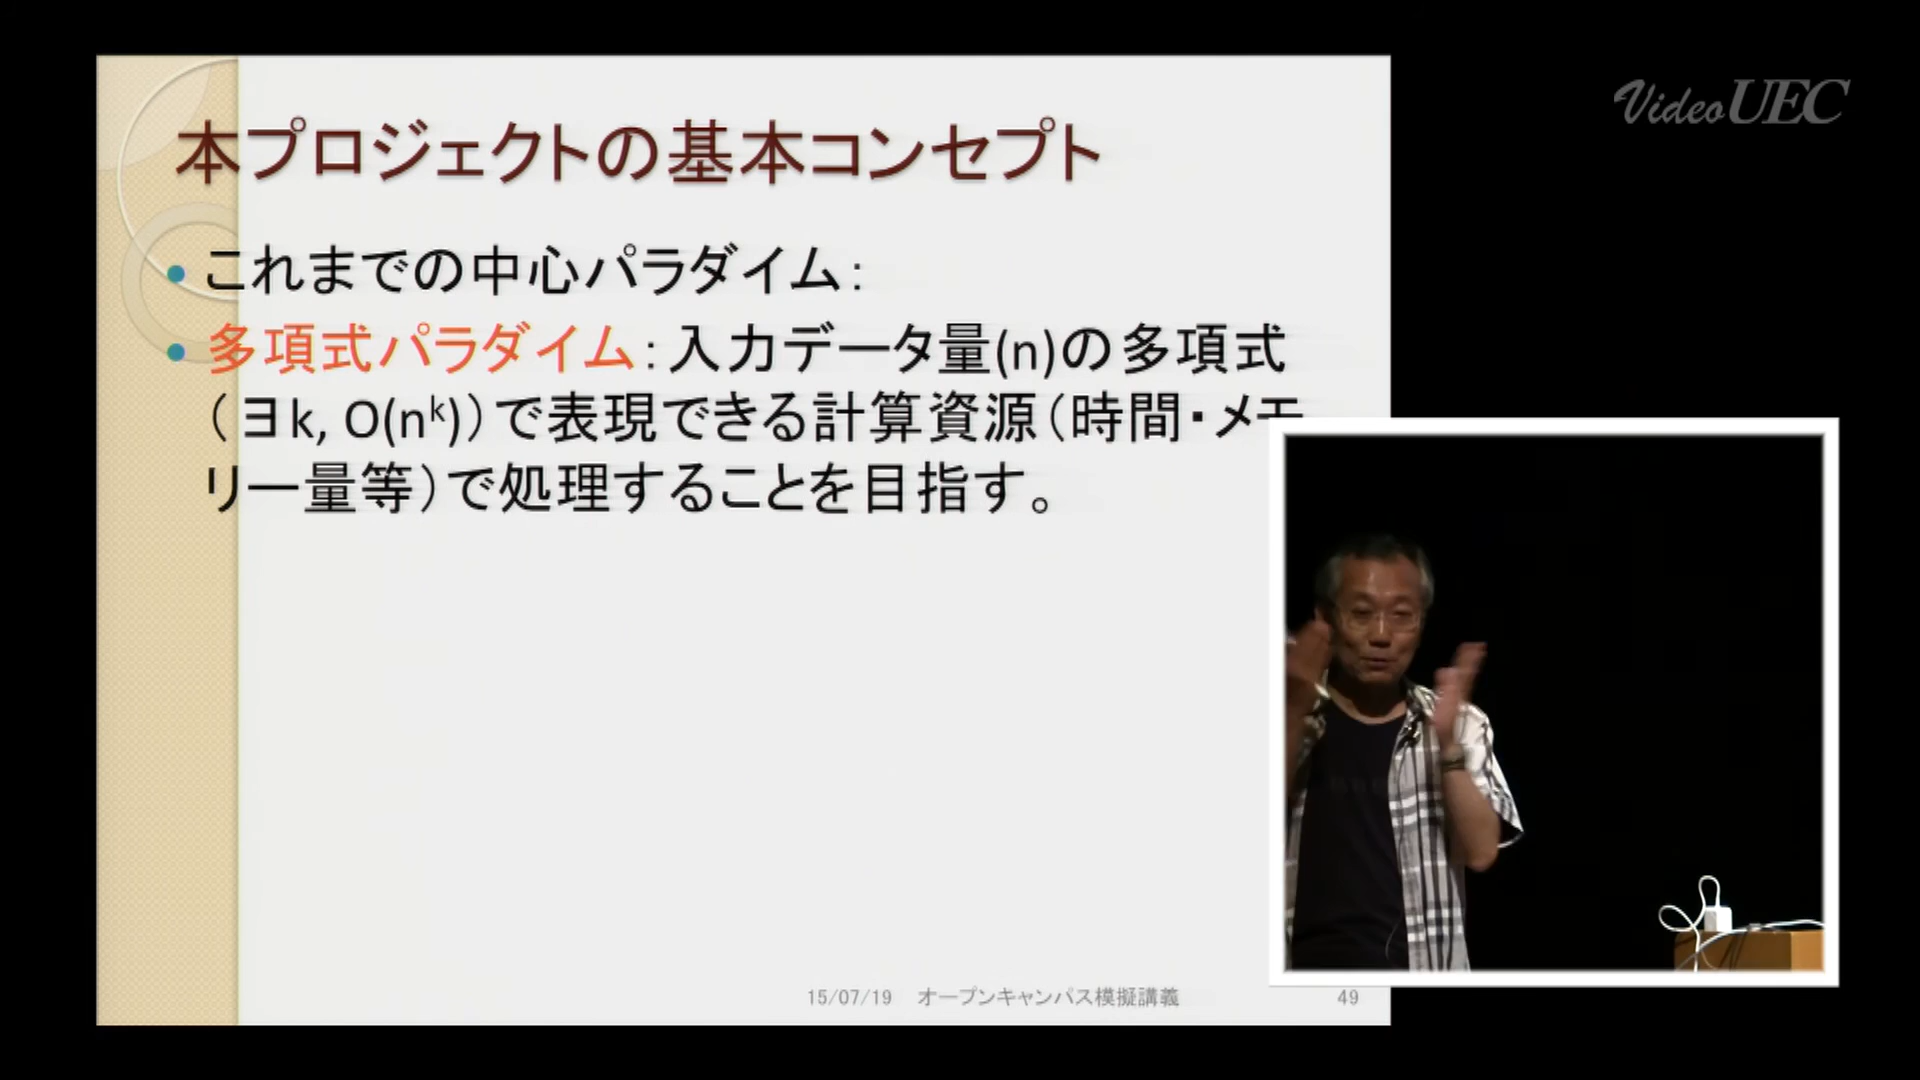 VideoUEC
本プロジェクトの基本コンセプト
• これまでの中心パラダイム：
• 多項式パラダイム：入力データ量(n)の多項式
（∃k, O(nᵏ)）で表現できる計算資源（時間・メモ
リー量等）で処理することを目指す。
15/07/19 オープンキャンパス模擬講義 49